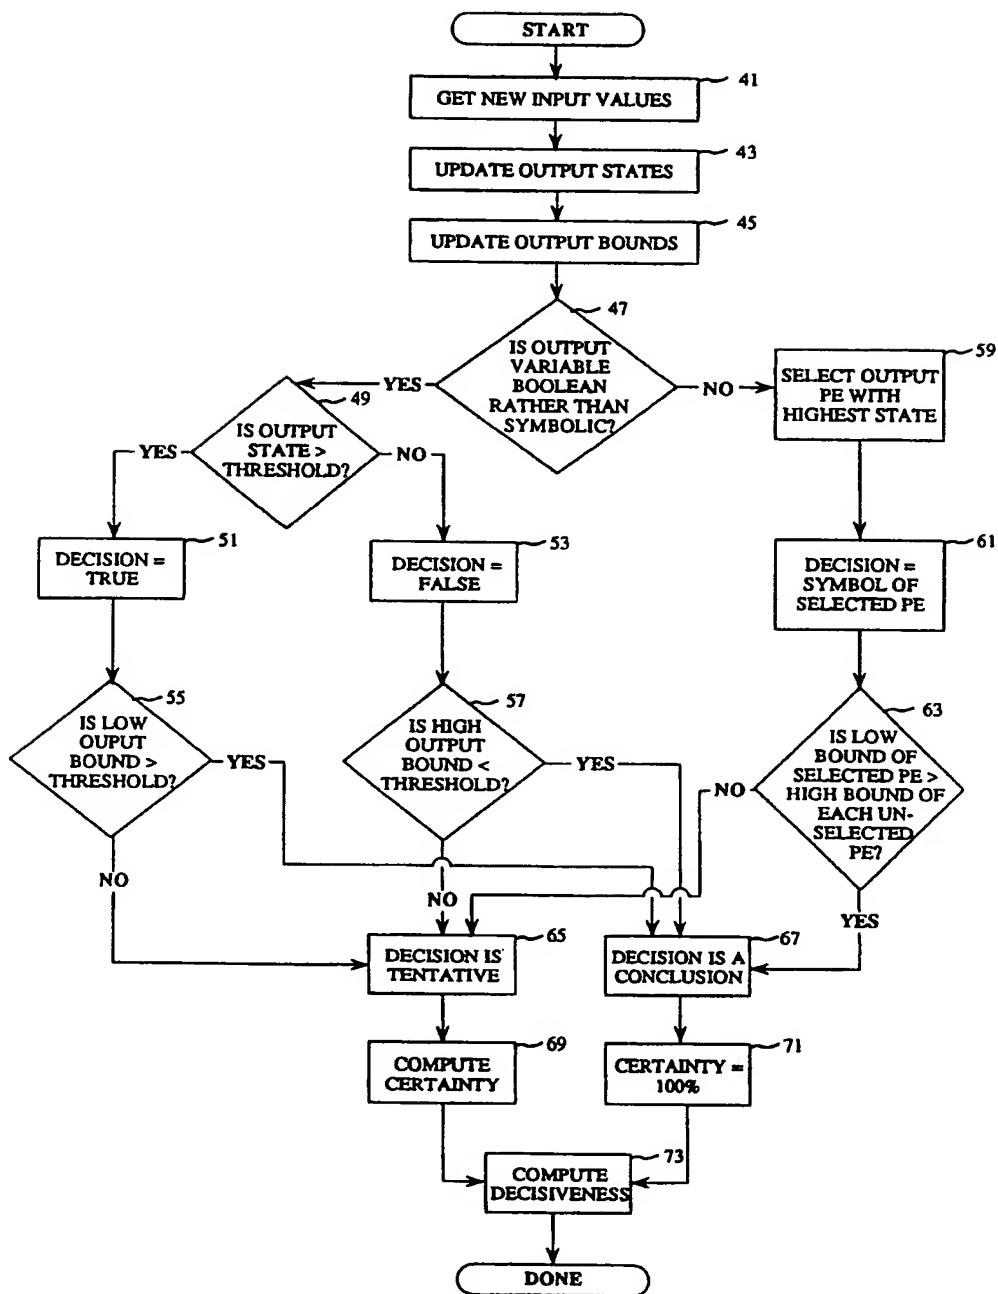 START
41
GET NEW INPUT VALUES
43
UPDATE OUTPUT STATES
45
UPDATE OUTPUT BOUNDS
47
IS OUTPUT
VARIABLE
BOOLEAN
RATHER THAN
SYMBOLIC?
YES
NO
59
SELECT OUTPUT
PE WITH
HIGHEST STATE
49
IS OUTPUT
STATE >
THRESHOLD?
YES
NO
51
DECISION =
TRUE
53
DECISION =
FALSE
61
DECISION =
SYMBOL OF
SELECTED PE
55
IS LOW
OUPUT
BOUND >
THRESHOLD?
YES
NO
57
IS HIGH
OUTPUT
BOUND <
THRESHOLD?
YES
NO
63
IS LOW
BOUND OF
SELECTED PE >
HIGH BOUND OF
EACH UN-
SELECTED
PE?
NO
YES
65
DECISION IS
TENTATIVE
67
DECISION IS A
CONCLUSION
69
COMPUTE
CERTAINTY
71
CERTAINTY =
100%
73
COMPUTE
DECISIVENESS
DONE